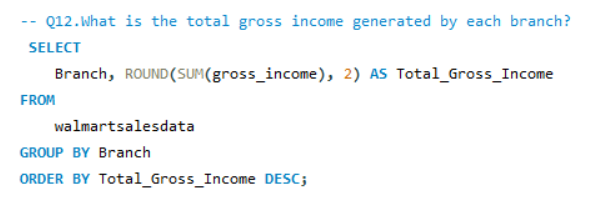 -- Q12.What is the total gross income generated by each branch?
SELECT
Branch, ROUND(SUM(gross_income), 2) AS Total_Gross_Income
FROM
walmartsalesdata
GROUP BY Branch
ORDER BY Total_Gross_Income DESC;